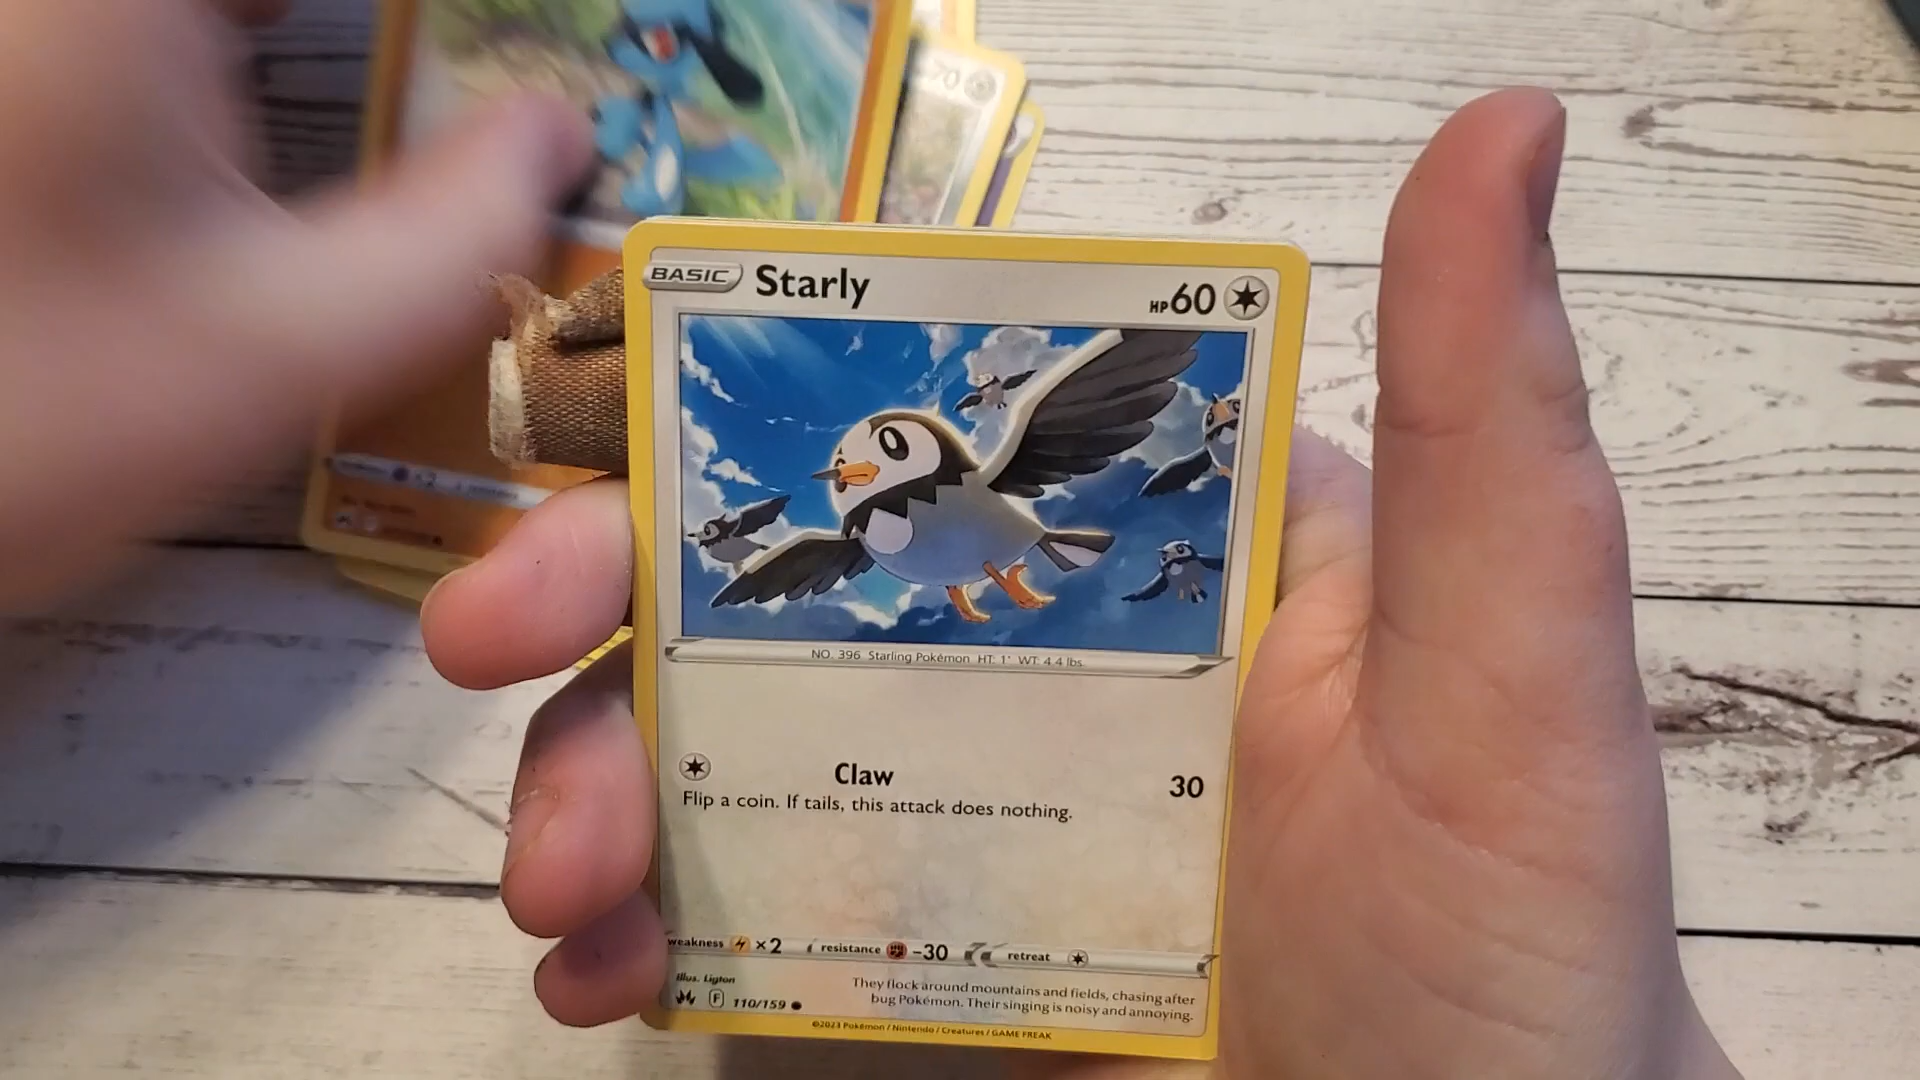 70
BASIC Starly HP60
NO. 396 Starling Pokémon HT: 1' WT: 4.4 lbs.
Claw 30
Flip a coin. If tails, this attack does nothing.
weakness ×2 resistance -30 retreat
×2
Illus. Ligton
They flock around mountains and fields, chasing after
bug Pokémon. Their singing is noisy and annoying.
F 110/159
©2023 Pokémon / Nintendo / Creatures / GAME FREAK